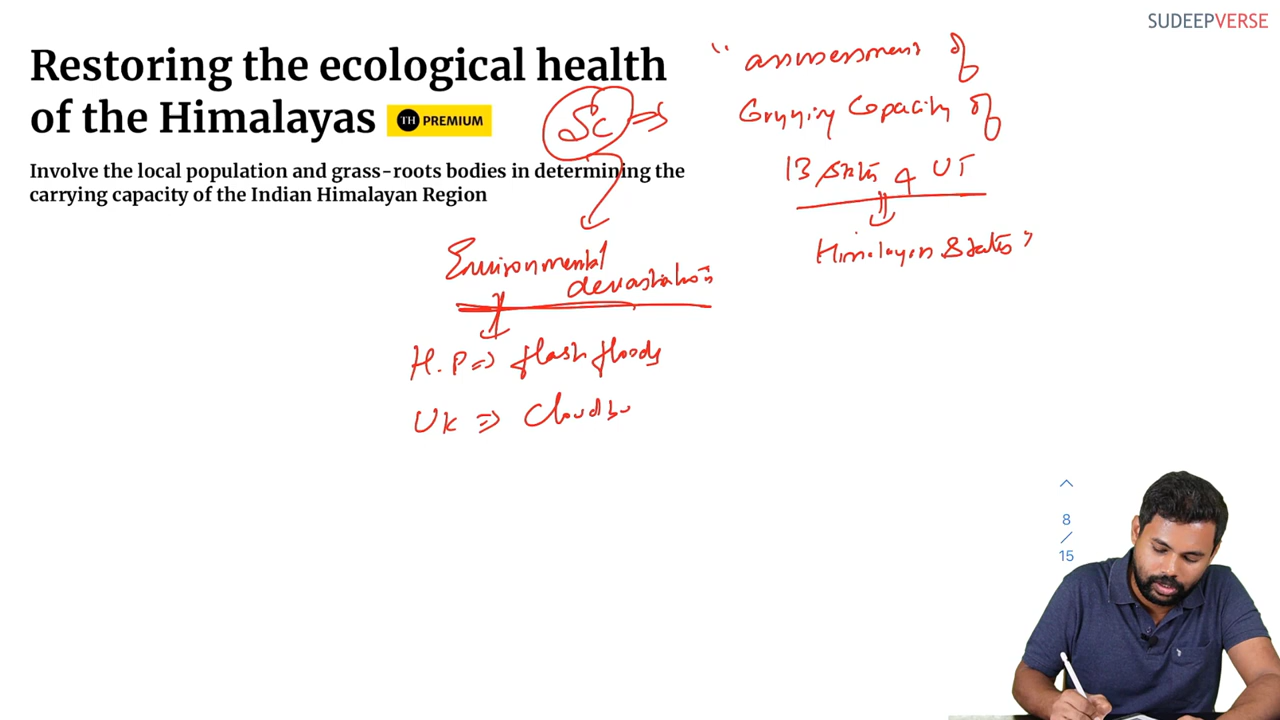 SUDEEPVERSE
Restoring the ecological health
of the Himalayas TH PREMIUM
Involve the local population and grass-roots bodies in determining the
carrying capacity of the Indian Himalayan Region
SC
" assessment of
Carrying Capacity of
13 States & UT
Himalayan States
Environmental
devastation
H.P => flash floods
UK => Cloudbu
8
/
15